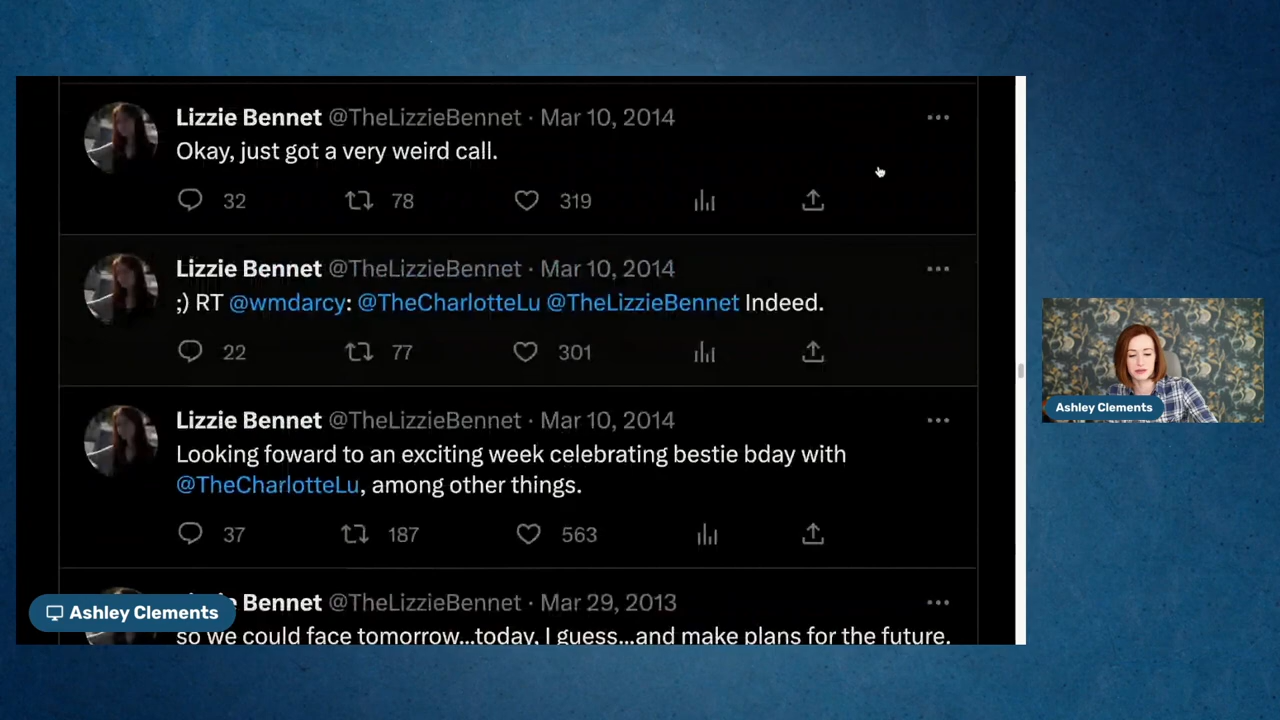 Lizzie Bennet @TheLizzieBennet · Mar 10, 2014
Okay, just got a very weird call.
32 78 319
Lizzie Bennet @TheLizzieBennet · Mar 10, 2014
;) RT @wmdarcy: @TheCharlotteLu @TheLizzieBennet Indeed.
22 77 301
Lizzie Bennet @TheLizzieBennet · Mar 10, 2014
Looking foward to an exciting week celebrating bestie bday with
@TheCharlotteLu, among other things.
37 187 563
Bennet @TheLizzieBennet · Mar 29, 2013
so we could face tomorrow...today, I guess...and make plans for the future.
Ashley Clements
Ashley Clements